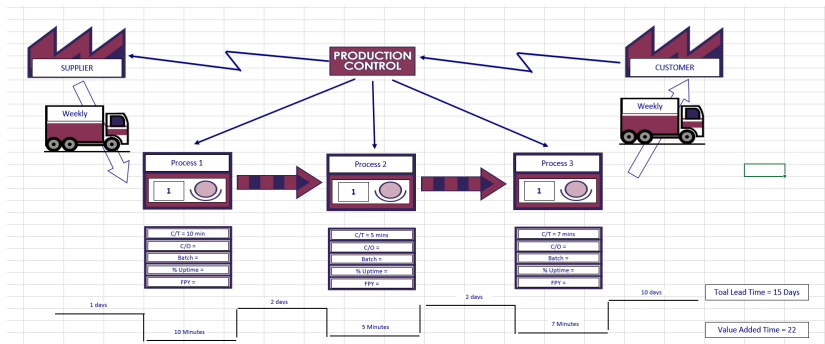 SUPPLIER
PRODUCTION
CONTROL
CUSTOMER
Weekly
Weekly
Process 1
Process 2
Process 3
1
1
1
C/T = 10 min
C/O =
Batch =
% Uptime =
FPY =
C/T = 5 mins
C/O =
Batch =
% Uptime =
FPY =
C/T = 7 mins
C/O =
Batch =
% Uptime =
FPY =
1 days
2 days
2 days
10 days
10 Minutes
5 Minutes
7 Minutes
Toal Lead Time = 15 Days
Value Added Time = 22